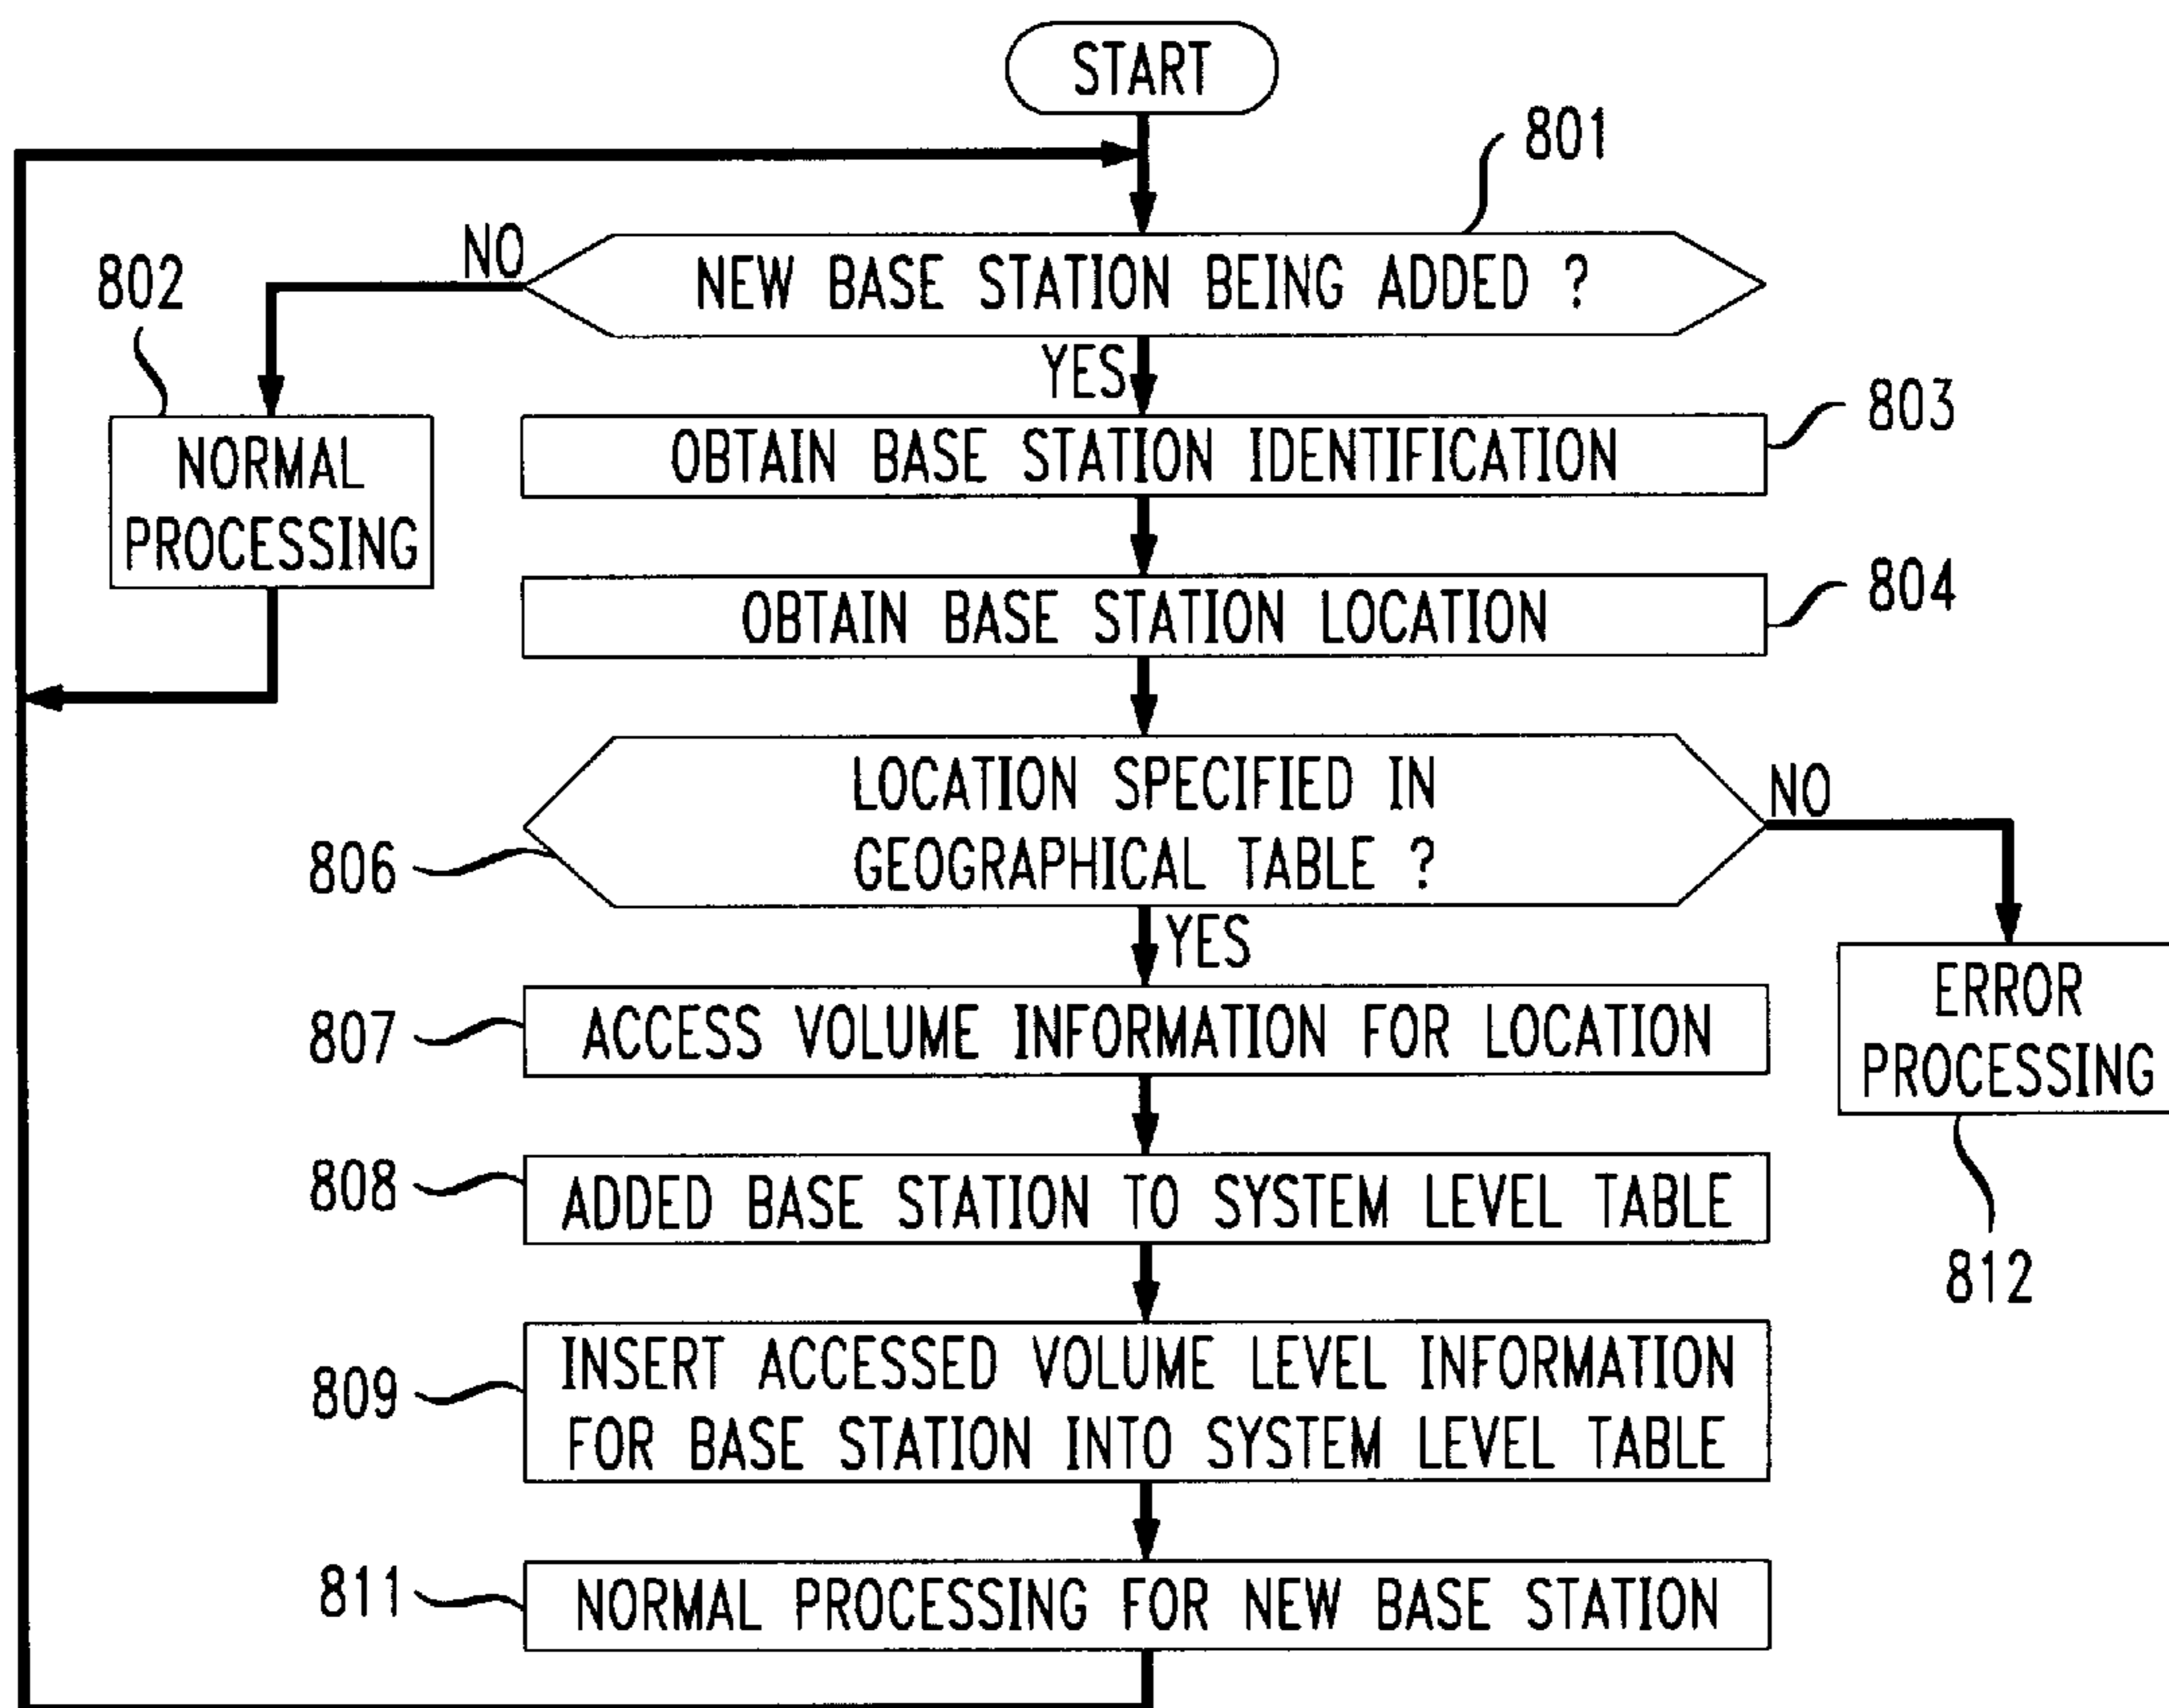 START
801
NO
NEW BASE STATION BEING ADDED ?
802
YES
803
OBTAIN BASE STATION IDENTIFICATION
NORMAL
PROCESSING
804
OBTAIN BASE STATION LOCATION
LOCATION SPECIFIED IN
GEOGRAPHICAL TABLE ?
NO
806
YES
ERROR
PROCESSING
807
ACCESS VOLUME INFORMATION FOR LOCATION
808
ADDED BASE STATION TO SYSTEM LEVEL TABLE
812
809
INSERT ACCESSED VOLUME LEVEL INFORMATION
FOR BASE STATION INTO SYSTEM LEVEL TABLE
811
NORMAL PROCESSING FOR NEW BASE STATION